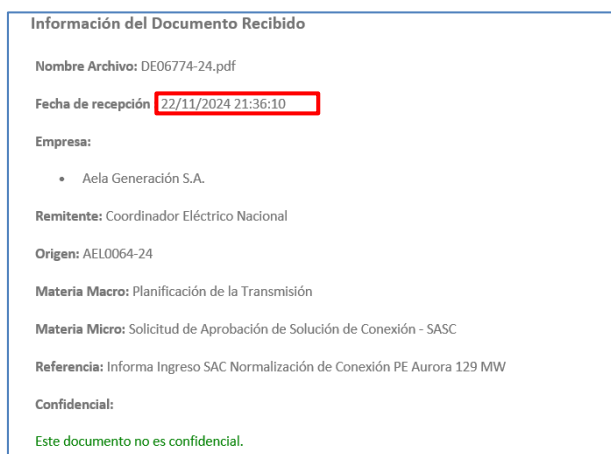 Información del Documento Recibido
Nombre Archivo: DE06774-24.pdf
Fecha de recepción 22/11/2024 21:36:10
Empresa:
• Aela Generación S.A.
Remitente: Coordinador Eléctrico Nacional
Origen: AEL0064-24
Materia Macro: Planificación de la Transmisión
Materia Micro: Solicitud de Aprobación de Solución de Conexión - SASC
Referencia: Informa Ingreso SAC Normalización de Conexión PE Aurora 129 MW
Confidencial:
Este documento no es confidencial.